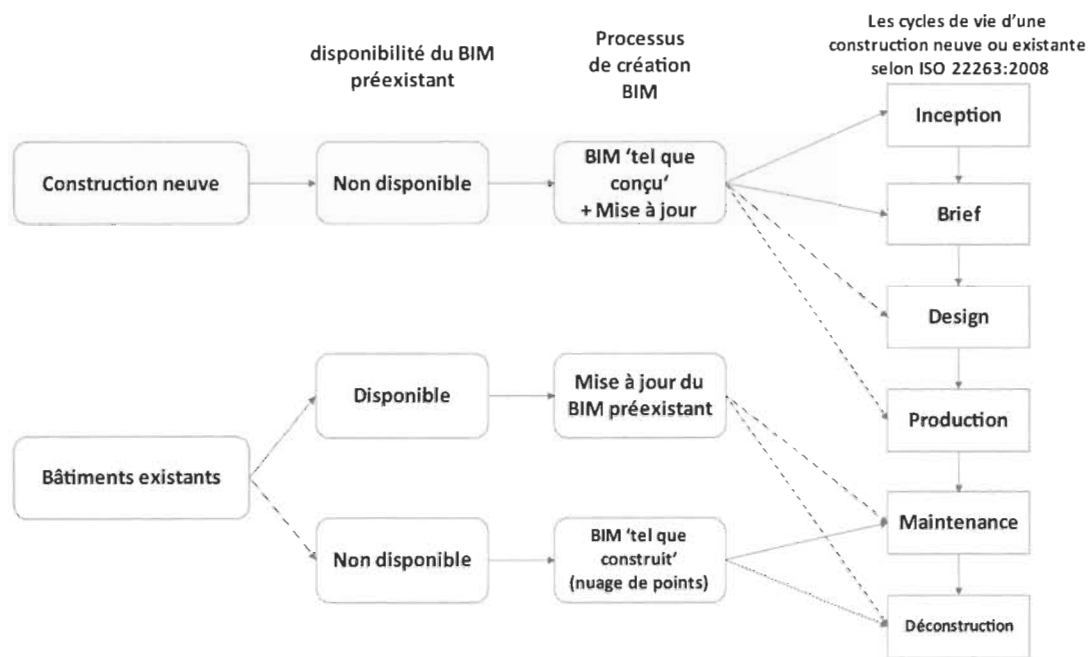 disponibilité du BIM
préexistant
Processus
de création
BIM
Les cycles de vie d'une
construction neuve ou existante
selon ISO 22263:2008
Construction neuve
Non disponible
BIM 'tel que
conçu'
+ Mise à jour
Inception
Brief
Design
Production
Maintenance
Déconstruction
Bâtiments existants
Disponible
Mise à jour du
BIM préexistant
Non disponible
BIM 'tel que
construit'
(nuage de points)